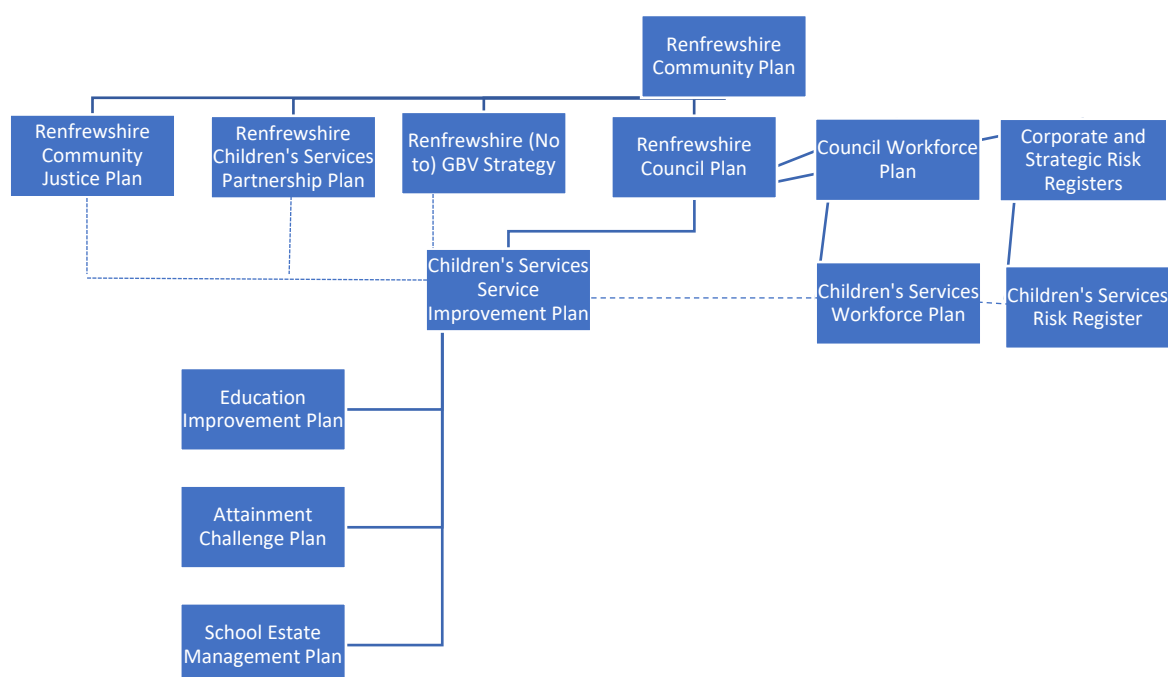 Renfrewshire
Community Plan
Renfrewshire
Community
Justice Plan
Renfrewshire
Children's Services
Partnership Plan
Renfrewshire (No
to) GBV Strategy
Renfrewshire
Council Plan
Council Workforce
Plan
Corporate and
Strategic Risk
Registers
Children's Services
Service
Improvement Plan
Children's Services
Workforce Plan
Children's Services
Risk Register
Education
Improvement Plan
Attainment
Challenge Plan
School Estate
Management Plan